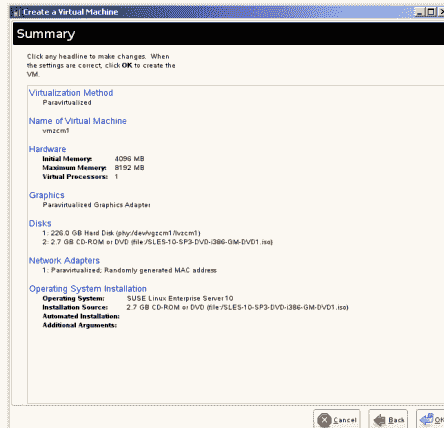 Create a Virtual Machine
Summary
Click any headline to make changes. When
the settings are correct, click OK to create the
VM.
Virtualization Method
Paravirtualized
Name of Virtual Machine
vmzcm1
Hardware
Initial Memory: 4096 MB
Maximum Memory: 8192 MB
Virtual Processors: 1
Graphics
Paravirtualized Graphics Adapter
Disks
1: 226.0 GB Hard Disk (phy:/dev/vgzcm1/lvzcm1)
2: 2.7 GB CD-ROM or DVD (file:/SLES-10-SP3-DVD-i386-GM-DVD1.iso)
Network Adapters
1: Paravirtualized; Randomly generated MAC address
Operating System Installation
Operating System: SUSE Linux Enterprise Server 10
Installation Source: 2.7 GB CD-ROM or DVD (file:/SLES-10-SP3-DVD-i386-GM-DVD1.iso)
Automated Installation:
Additional Arguments:
Cancel Back OK